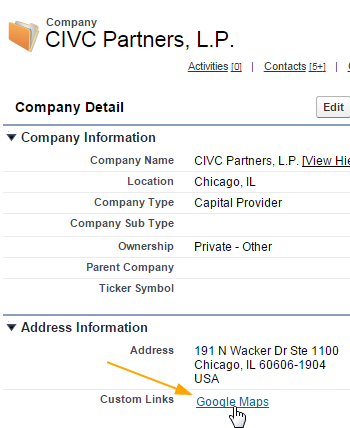 Company
CIVC Partners, L.P.
Activities [0] | Contacts [5+] |
Company Detail
Edit
Company Information
Company Name CIVC Partners, L.P. [View Hie
Location Chicago, IL
Company Type Capital Provider
Company Sub Type
Ownership Private - Other
Parent Company
Ticker Symbol
Address Information
Address 191 N Wacker Dr Ste 1100
Chicago, IL 60606-1904
USA
Custom Links Google Maps